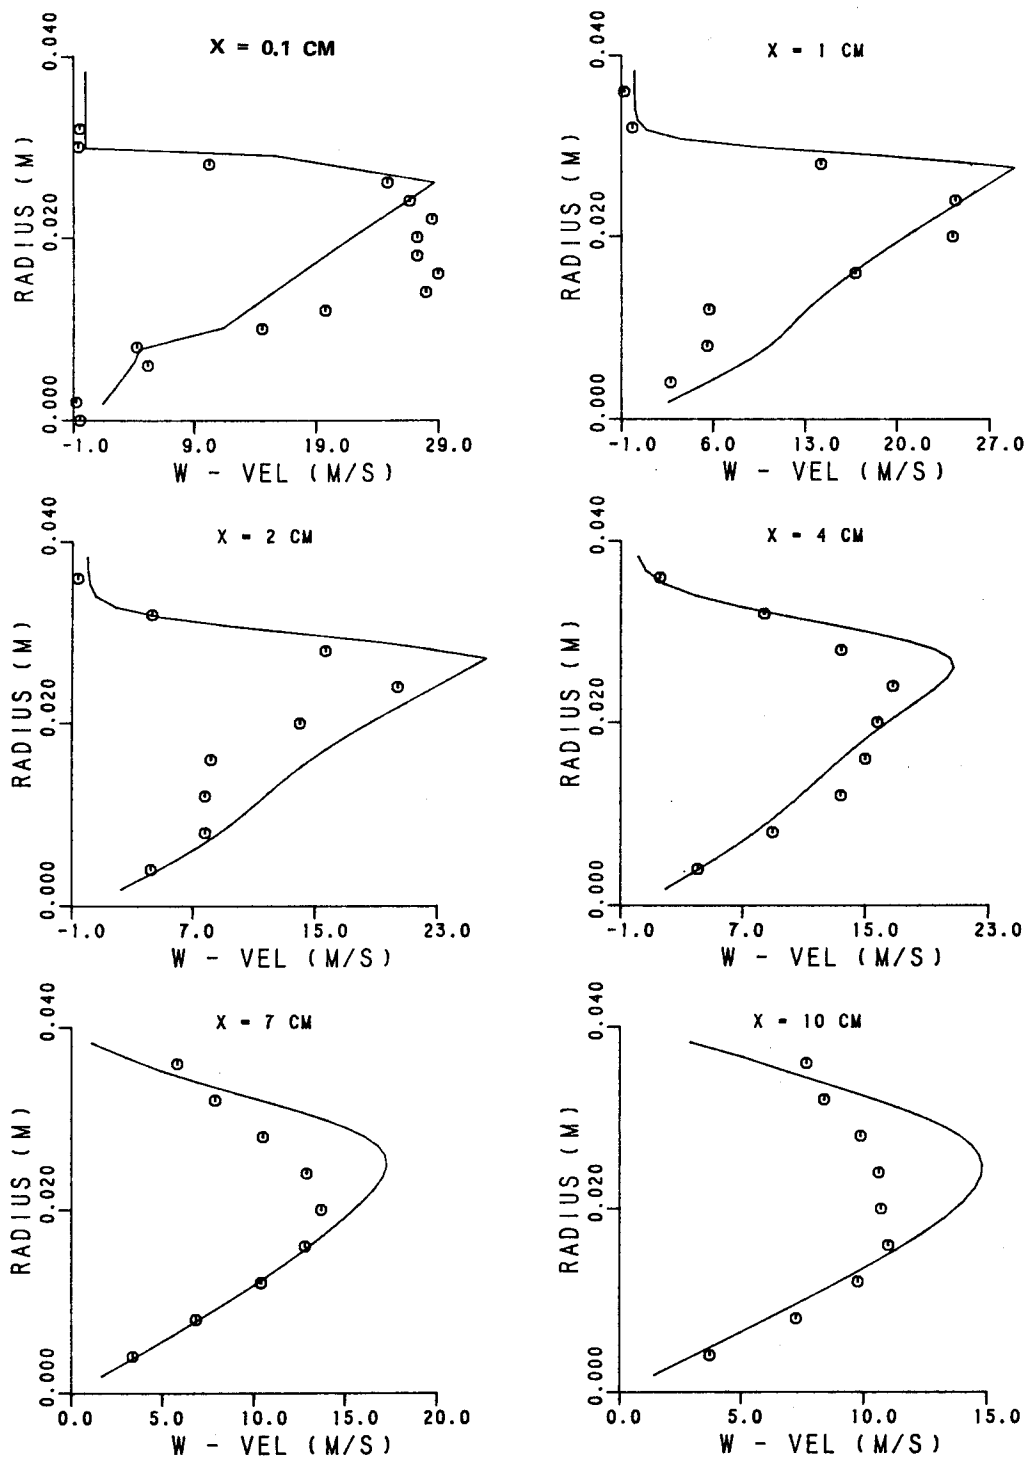 X = 0.1 CM
RADIUS (M)
0.040
0.020
0.000
-1.0 9.0 19.0 29.0
W - VEL (M/S)
X = 1 CM
RADIUS (M)
0.040
0.020
0.000
-1.0 6.0 13.0 20.0 27.0
W - VEL (M/S)
X = 2 CM
RADIUS (M)
0.040
0.020
0.000
-1.0 7.0 15.0 23.0
W - VEL (M/S)
X = 4 CM
RADIUS (M)
0.040
0.020
0.000
-1.0 7.0 15.0 23.0
W - VEL (M/S)
X = 7 CM
RADIUS (M)
0.040
0.020
0.000
0.0 5.0 10.0 15.0 20.0
W - VEL (M/S)
X = 10 CM
RADIUS (M)
0.040
0.020
0.000
0.0 5.0 10.0 15.0
W - VEL (M/S)